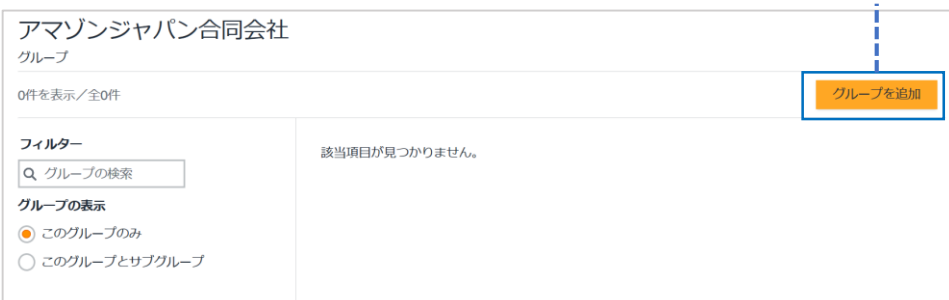 アマゾンジャパン合同会社
グループ
0件を表示／全0件
グループを追加
フィルター
グループの検索
グループの表示
このグループのみ
このグループとサブグループ
該当項目が見つかりません。